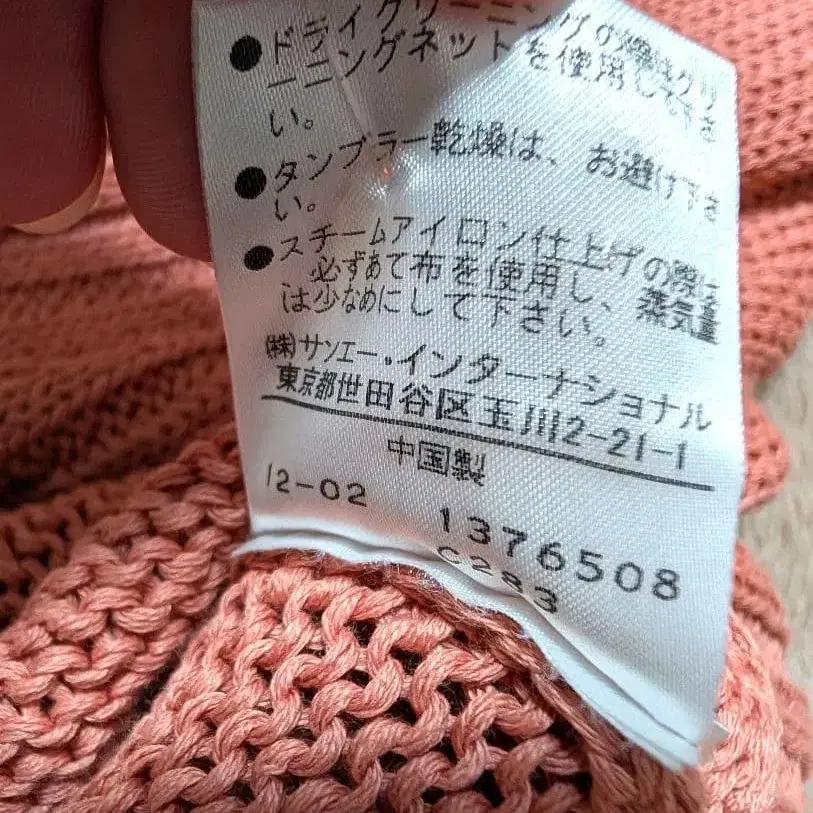 ●ドライクリーニングの際はクリ
ーニングネットを使用して下さ
い。
●タンブラー乾燥は、お避け下さ
い。
●スチームアイロン仕上げの際は
必ずあて布を使用し、蒸気量
は少なめにして下さい。
㈱サンエー・インターナショナル
東京都世田谷区玉川2-21-1
中国製
12-02
1376508
C283